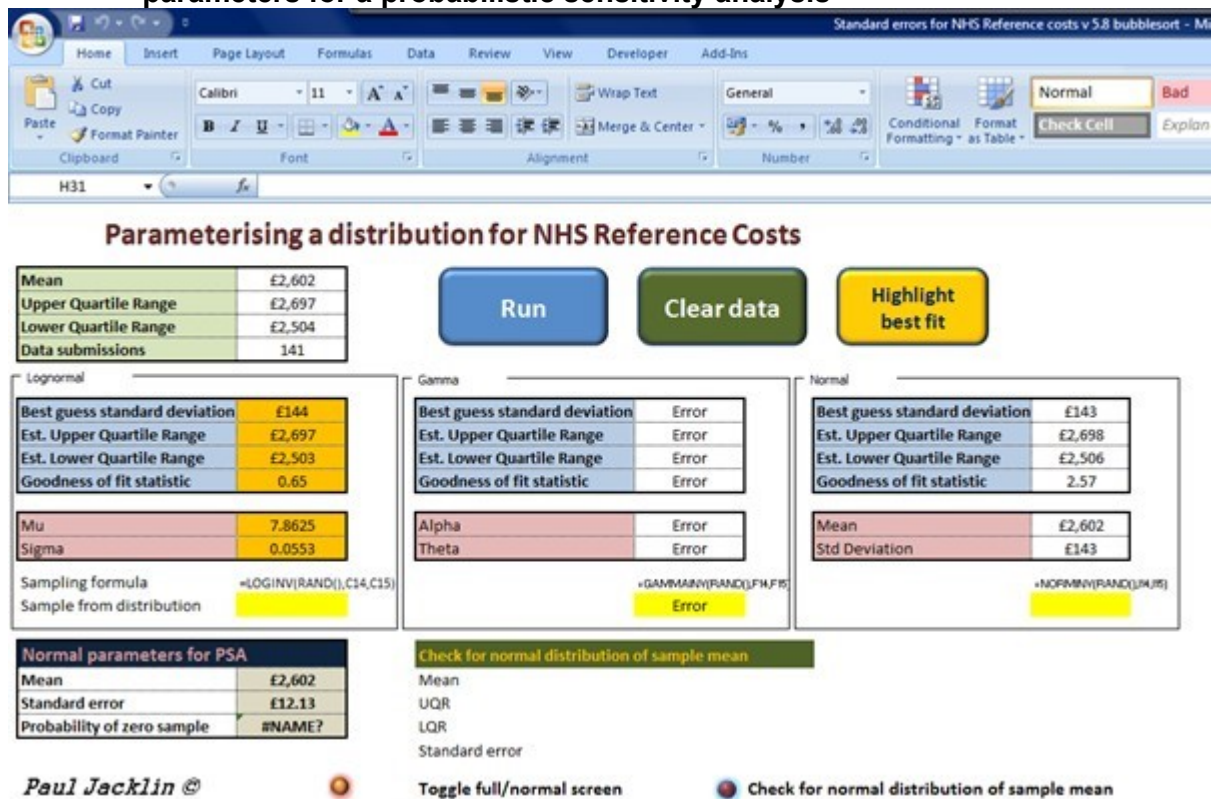 parameters for a probabilistic sensitivity analysis
Standard errors for NHS Reference costs v 5.8 bubblesort - Mi
Home Insert Page Layout Formulas Data Review View Developer Add-Ins
Cut
Copy
Format Painter
Paste
Calibri 11
Wrap Text
Merge & Center
General
Conditional Formatting
Format as Table
Normal Bad
Check Cell Explan
Clipboard Font Alignment Number
H31 fx
Parameterising a distribution for NHS Reference Costs
Mean £2,602
Upper Quartile Range £2,697
Lower Quartile Range £2,504
Data submissions 141
Run
Clear data
Highlight
best fit
Lognormal
Best guess standard deviation £144
Est. Upper Quartile Range £2,697
Est. Lower Quartile Range £2,503
Goodness of fit statistic 0.65
Mu 7.8625
Sigma 0.0553
Sampling formula =LOGINV(RAND(),C14,C15)
Sample from distribution
Gamma
Best guess standard deviation Error
Est. Upper Quartile Range Error
Est. Lower Quartile Range Error
Goodness of fit statistic Error
Alpha Error
Theta Error
=GAMMAINV(RAND(),F14,F15)
Error
Normal
Best guess standard deviation £143
Est. Upper Quartile Range £2,698
Est. Lower Quartile Range £2,506
Goodness of fit statistic 2.57
Mean £2,602
Std Deviation £143
Normal parameters for PSA
Mean £2,602
Standard error £12.13
Probability of zero sample #NAME?
Check for normal distribution of sample mean
Mean
UQR
LQR
Standard error
Paul Jacklin ©
Toggle full/normal screen
Check for normal distribution of sample mean